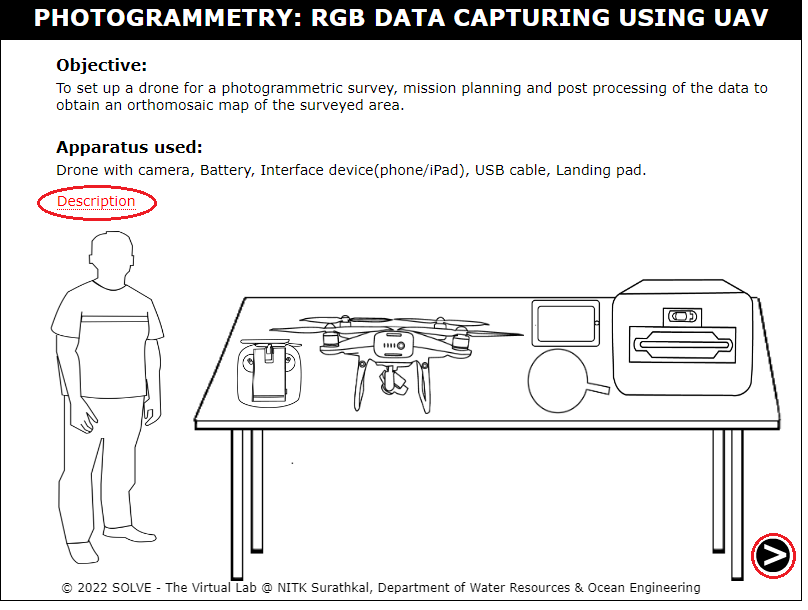 PHOTOGRAMMETRY: RGB DATA CAPTURING USING UAV
Objective:
To set up a drone for a photogrammetric survey, mission planning and post processing of the data to
obtain an orthomosaic map of the surveyed area.
Apparatus used:
Drone with camera, Battery, Interface device(phone/iPad), USB cable, Landing pad.
Description
>
© 2022 SOLVE - The Virtual Lab @ NITK Surathkal, Department of Water Resources & Ocean Engineering